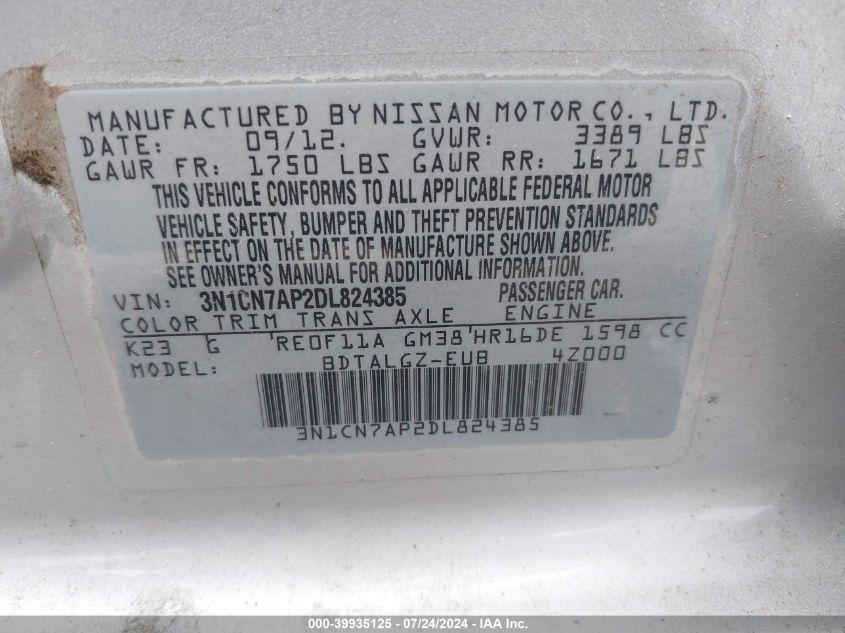 MANUFACTURED BY NISSAN MOTOR CO., LTD.
DATE: 09/12. GVWR: 3389 LBS
GAWR FR: 1750 LBS GAWR RR: 1671 LBS
THIS VEHICLE CONFORMS TO ALL APPLICABLE FEDERAL MOTOR
VEHICLE SAFETY, BUMPER AND THEFT PREVENTION STANDARDS
IN EFFECT ON THE DATE OF MANUFACTURE SHOWN ABOVE.
SEE OWNER'S MANUAL FOR ADDITIONAL INFORMATION.
VIN: 3N1CN7AP2DL824385 PASSENGER CAR.
COLOR TRIM TRANS AXLE ENGINE
K23 G RE0F11A GM38 HR16DE 1598 CC
MODEL: BDTALGZ-EUB 4Z000
3N1CN7AP2DL824385
000-39935125 - 07/24/2024 - IAA Inc.